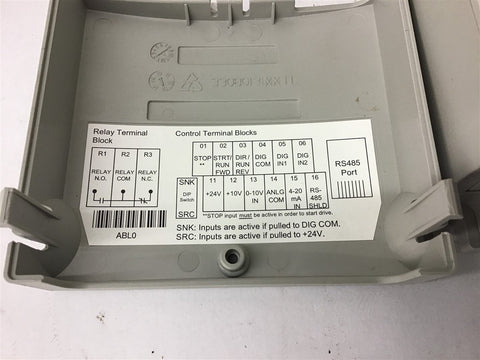 Relay Terminal Block
Control Terminal Blocks
R1 R2 R3
RELAY N.O. RELAY COM RELAY N.C.
ABL0
01 02 03 04 05 06
STOP ** STRT/ RUN FWD DIR/ RUN REV DIG COM DIG IN1 DIG IN2
SNK DIP Switch SRC
11 12 13 14 15 16
+24V +10V 0-10V IN ANLG COM 4-20 mA IN RS-485 SHLD
**STOP input must be active in order to start drive.
SNK: Inputs are active if pulled to DIG COM.
SRC: Inputs are active if pulled to +24V.
RS485
Port